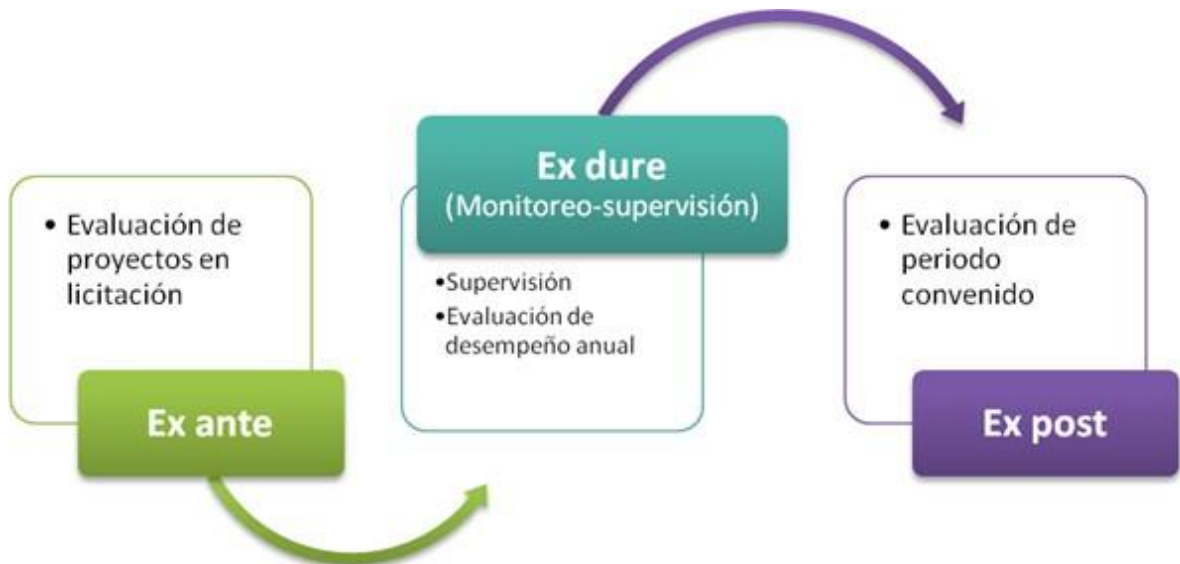 • Evaluación de
proyectos en
licitación
Ex ante
Ex dure
(Monitoreo-supervisión)
•Supervisión
•Evaluación de
desempeño anual
• Evaluación de
periodo
convenido
Ex post